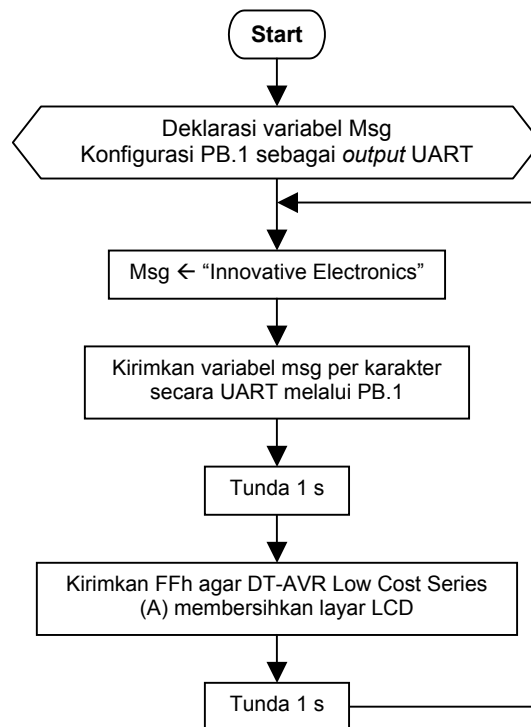 Start
Deklarasi variabel Msg
Konfigurasi PB.1 sebagai output UART
Msg ← “Innovative Electronics”
Kirimkan variabel msg per karakter
secara UART melalui PB.1
Tunda 1 s
Kirimkan FFh agar DT-AVR Low Cost Series
(A) membersihkan layar LCD
Tunda 1 s